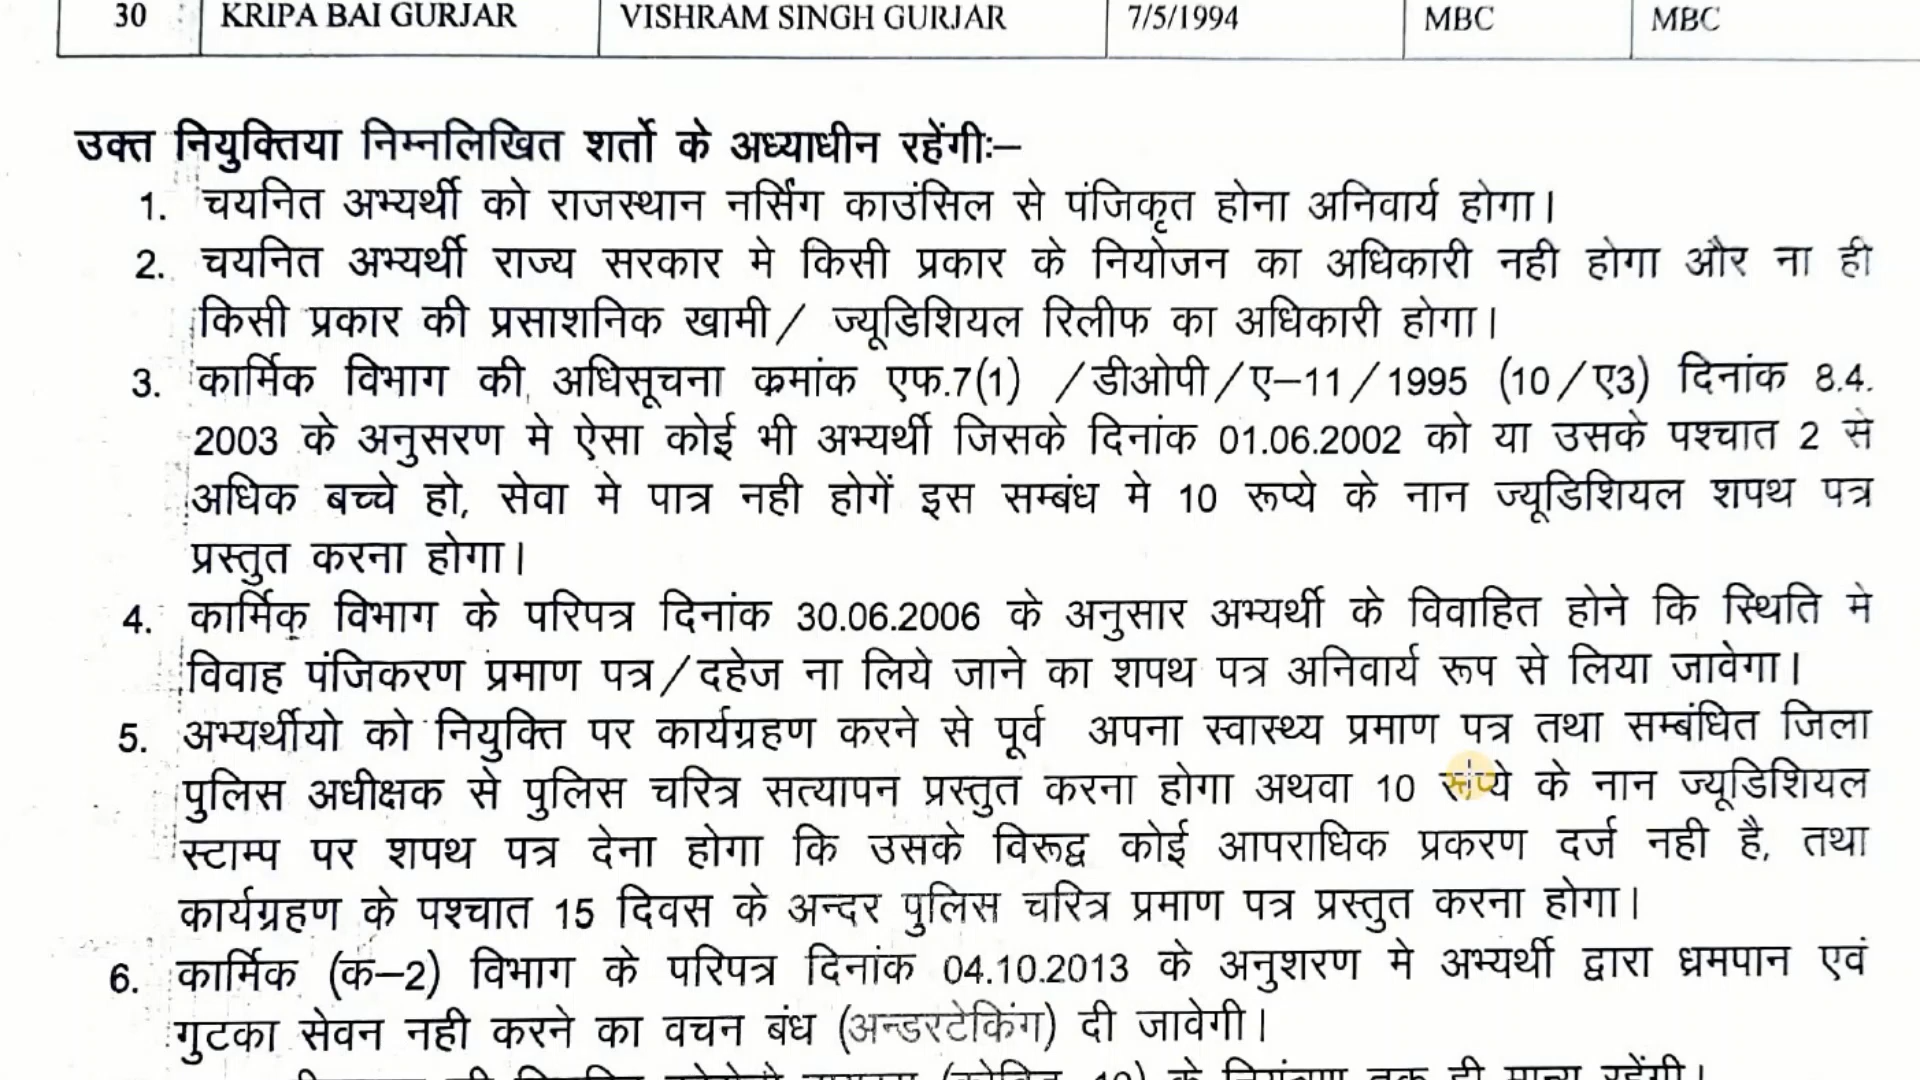 30 KRIPA BAI GURJAR VISHRAM SINGH GURJAR 7/5/1994 MBC MBC
उक्त नियुक्तिया निम्नलिखित शर्तो के अध्याधीन रहेंगीः–
1. चयनित अभ्यर्थी को राजस्थान नर्सिंग काउंसिल से पंजिकृत होना अनिवार्य होगा।
2. चयनित अभ्यर्थी राज्य सरकार मे किसी प्रकार के नियोजन का अधिकारी नही होगा और ना ही
किसी प्रकार की प्रसाशनिक खामी/ ज्यूडिशियल रिलीफ का अधिकारी होगा।
3. कार्मिक विभाग की अधिसूचना क्रमांक एफ.7(1) /डीओपी/ए–11/1995 (10/ए3) दिनांक 8.4.
2003 के अनुसरण मे ऐसा कोई भी अभ्यर्थी जिसके दिनांक 01.06.2002 को या उसके पश्चात 2 से
अधिक बच्चे हो, सेवा मे पात्र नही होगें इस सम्बंध मे 10 रूप्ये के नान ज्यूडिशियल शपथ पत्र
प्रस्तुत करना होगा।
4. कार्मिक विभाग के परिपत्र दिनांक 30.06.2006 के अनुसार अभ्यर्थी के विवाहित होने कि स्थिति मे
विवाह पंजिकरण प्रमाण पत्र/दहेज ना लिये जाने का शपथ पत्र अनिवार्य रूप से लिया जावेगा।
5. अभ्यर्थीयो को नियुक्ति पर कार्यग्रहण करने से पूर्व अपना स्वास्थ्य प्रमाण पत्र तथा सम्बंधित जिला
पुलिस अधीक्षक से पुलिस चरित्र सत्यापन प्रस्तुत करना होगा अथवा 10 रूप्ये के नान ज्यूडिशियल
स्टाम्प पर शपथ पत्र देना होगा कि उसके विरूद्व कोई आपराधिक प्रकरण दर्ज नही है, तथा
कार्यग्रहण के पश्चात 15 दिवस के अन्दर पुलिस चरित्र प्रमाण पत्र प्रस्तुत करना होगा।
6. कार्मिक (क–2) विभाग के परिपत्र दिनांक 04.10.2013 के अनुशरण मे अभ्यर्थी द्वारा ध्रमपान एवं
गुटका सेवन नही करने का वचन बंध (अन्डरटेकिंग) दी जावेगी।
के नियंत्रण तक ही मान्य रहेंगी।